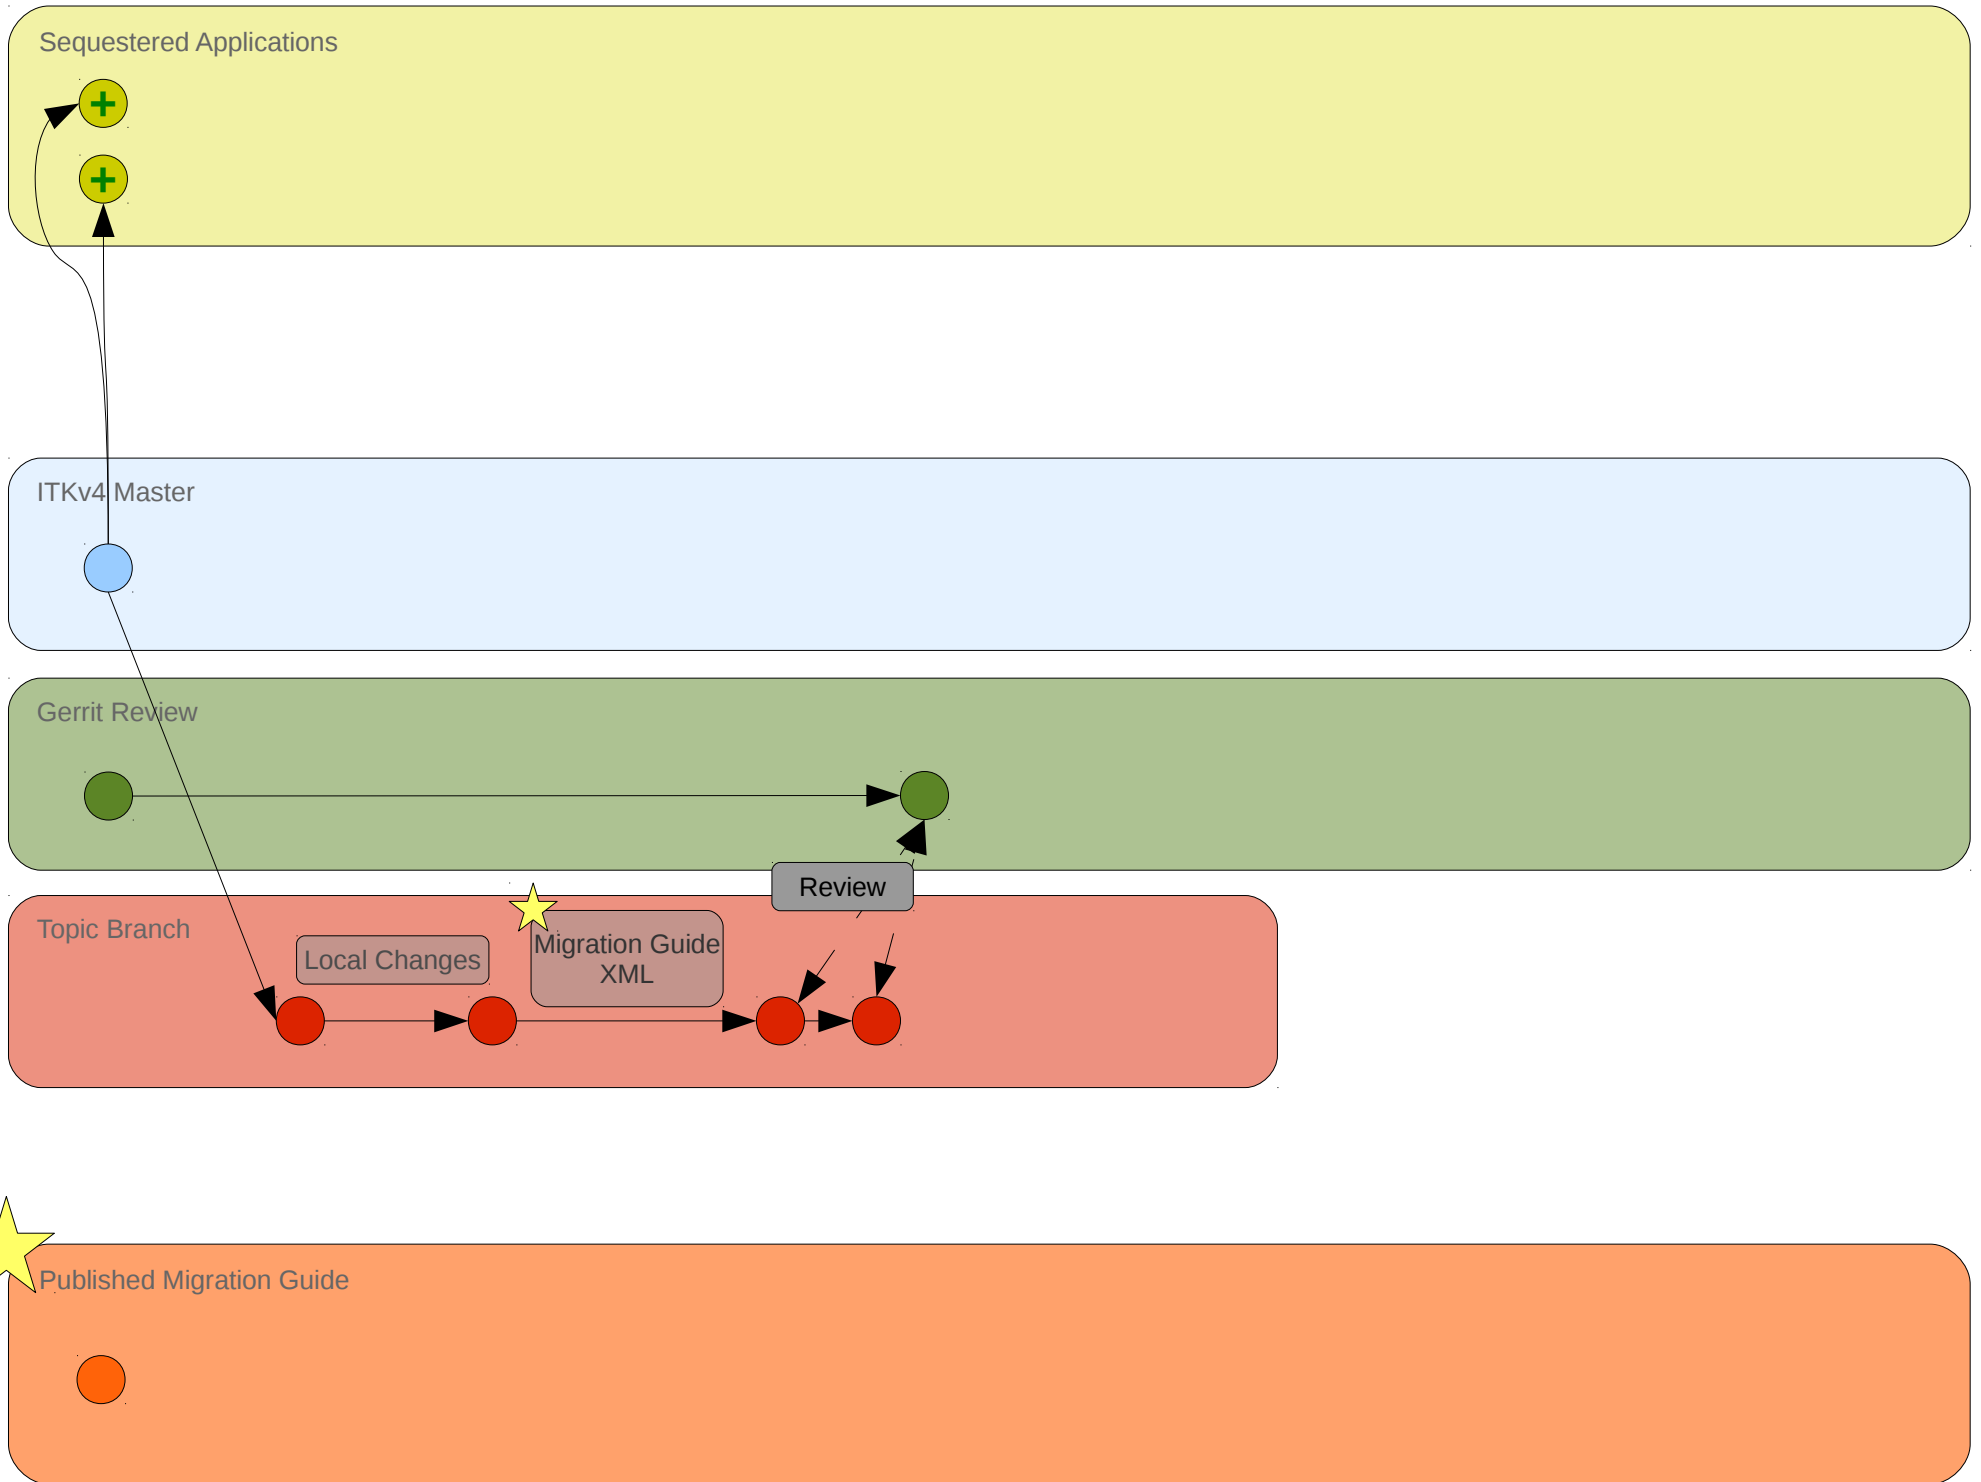 Sequestered Applications
ITKv4 Master
Gerrit Review
Review
Topic Branch
Local Changes
Migration Guide
XML
Published Migration Guide